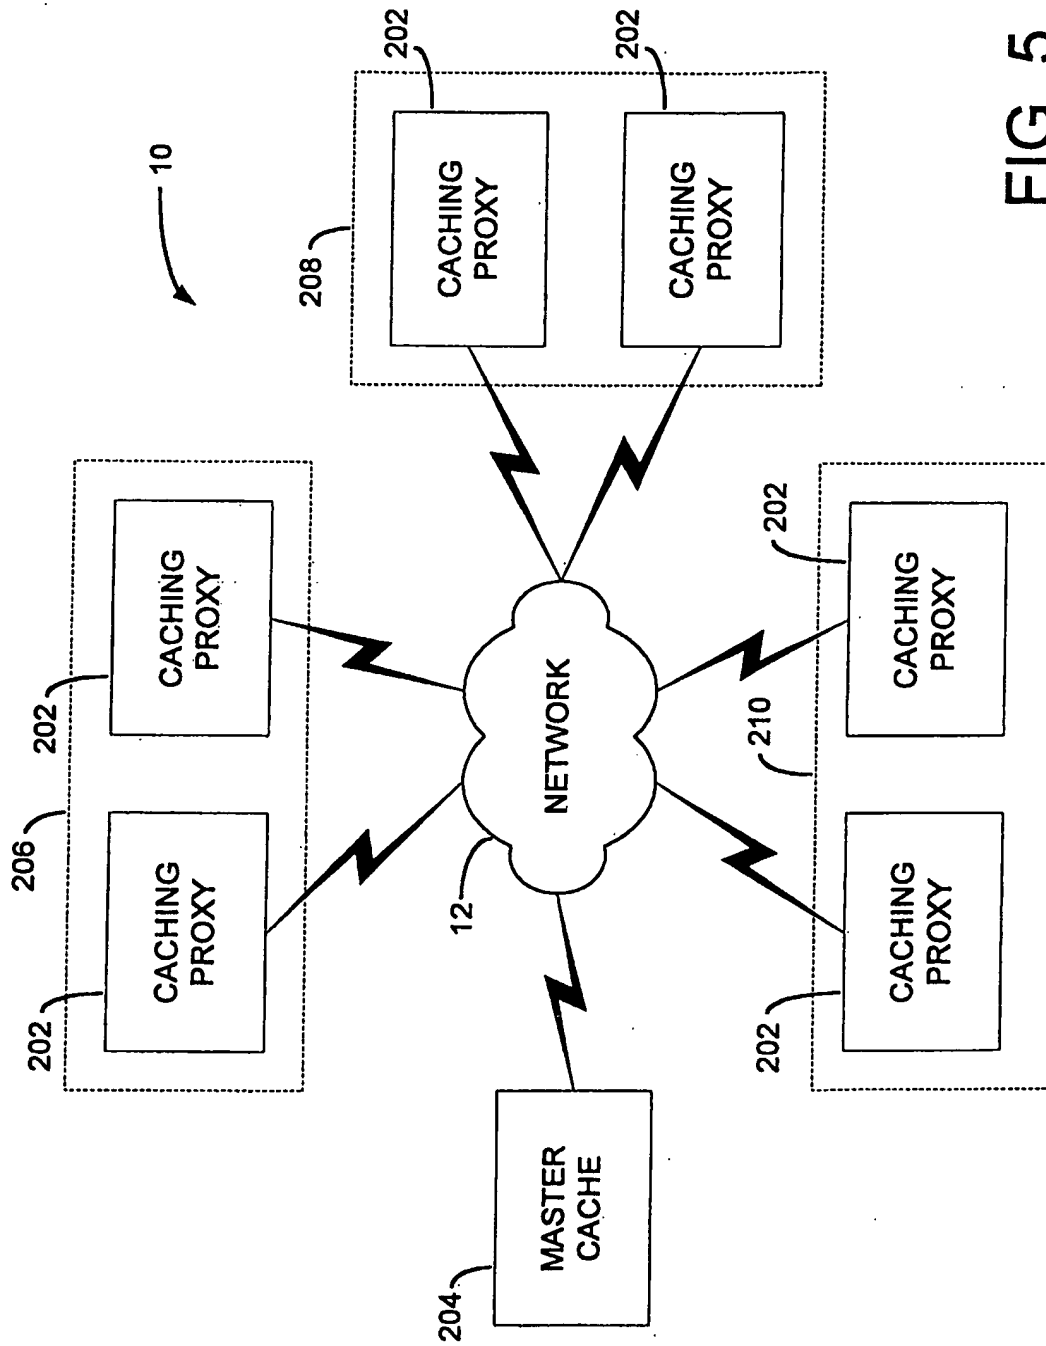 10
206
202
CACHING
PROXY
202
CACHING
PROXY
208
202
CACHING
PROXY
202
CACHING
PROXY
12
NETWORK
204
MASTER
CACHE
210
202
CACHING
PROXY
202
CACHING
PROXY
FIG. 5